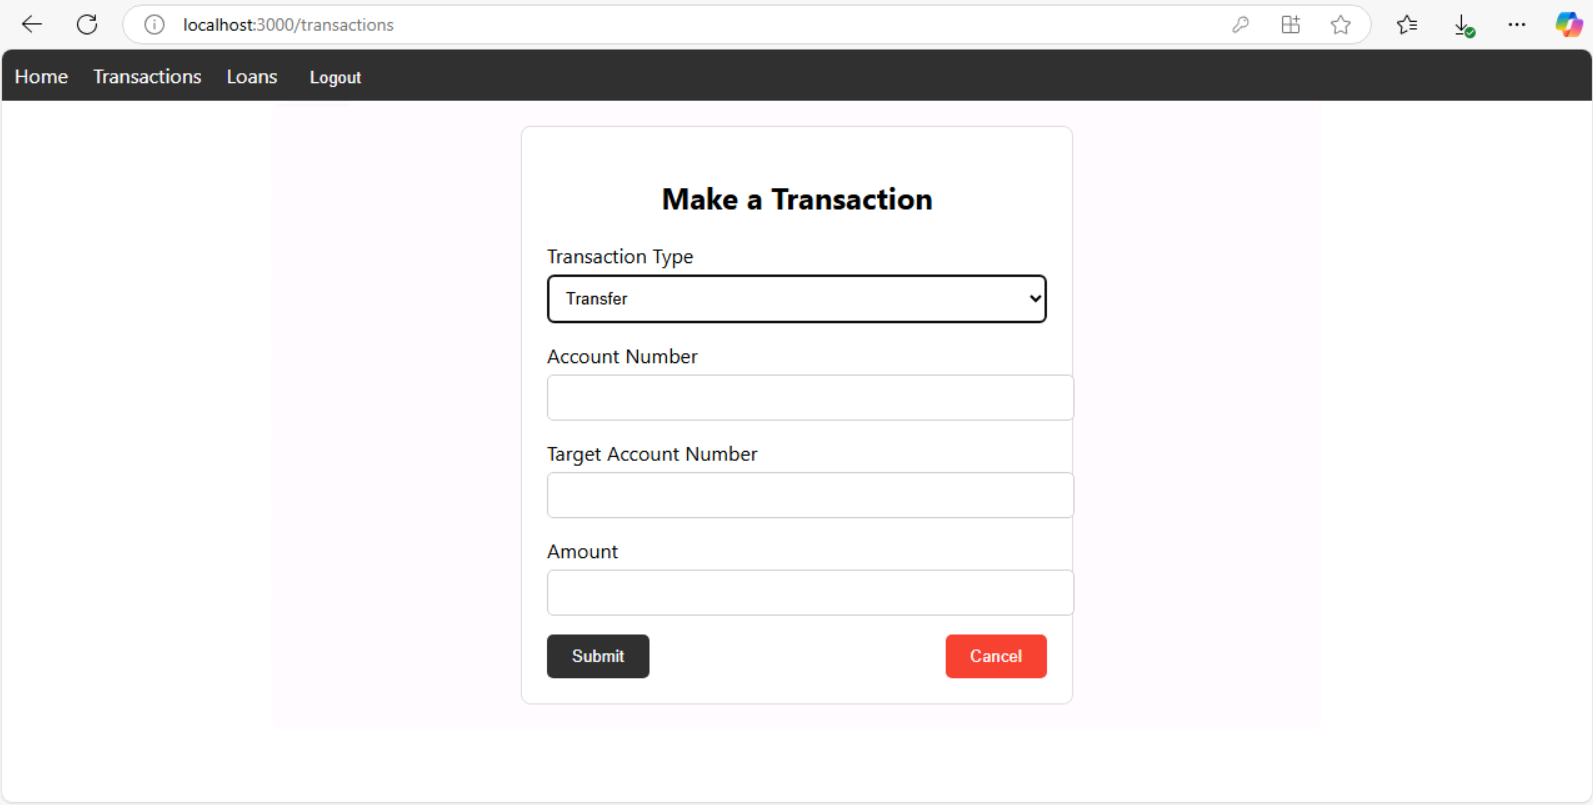 localhost:3000/transactions
Home Transactions Loans Logout
Make a Transaction
Transaction Type
Transfer
Account Number
Target Account Number
Amount
Submit Cancel